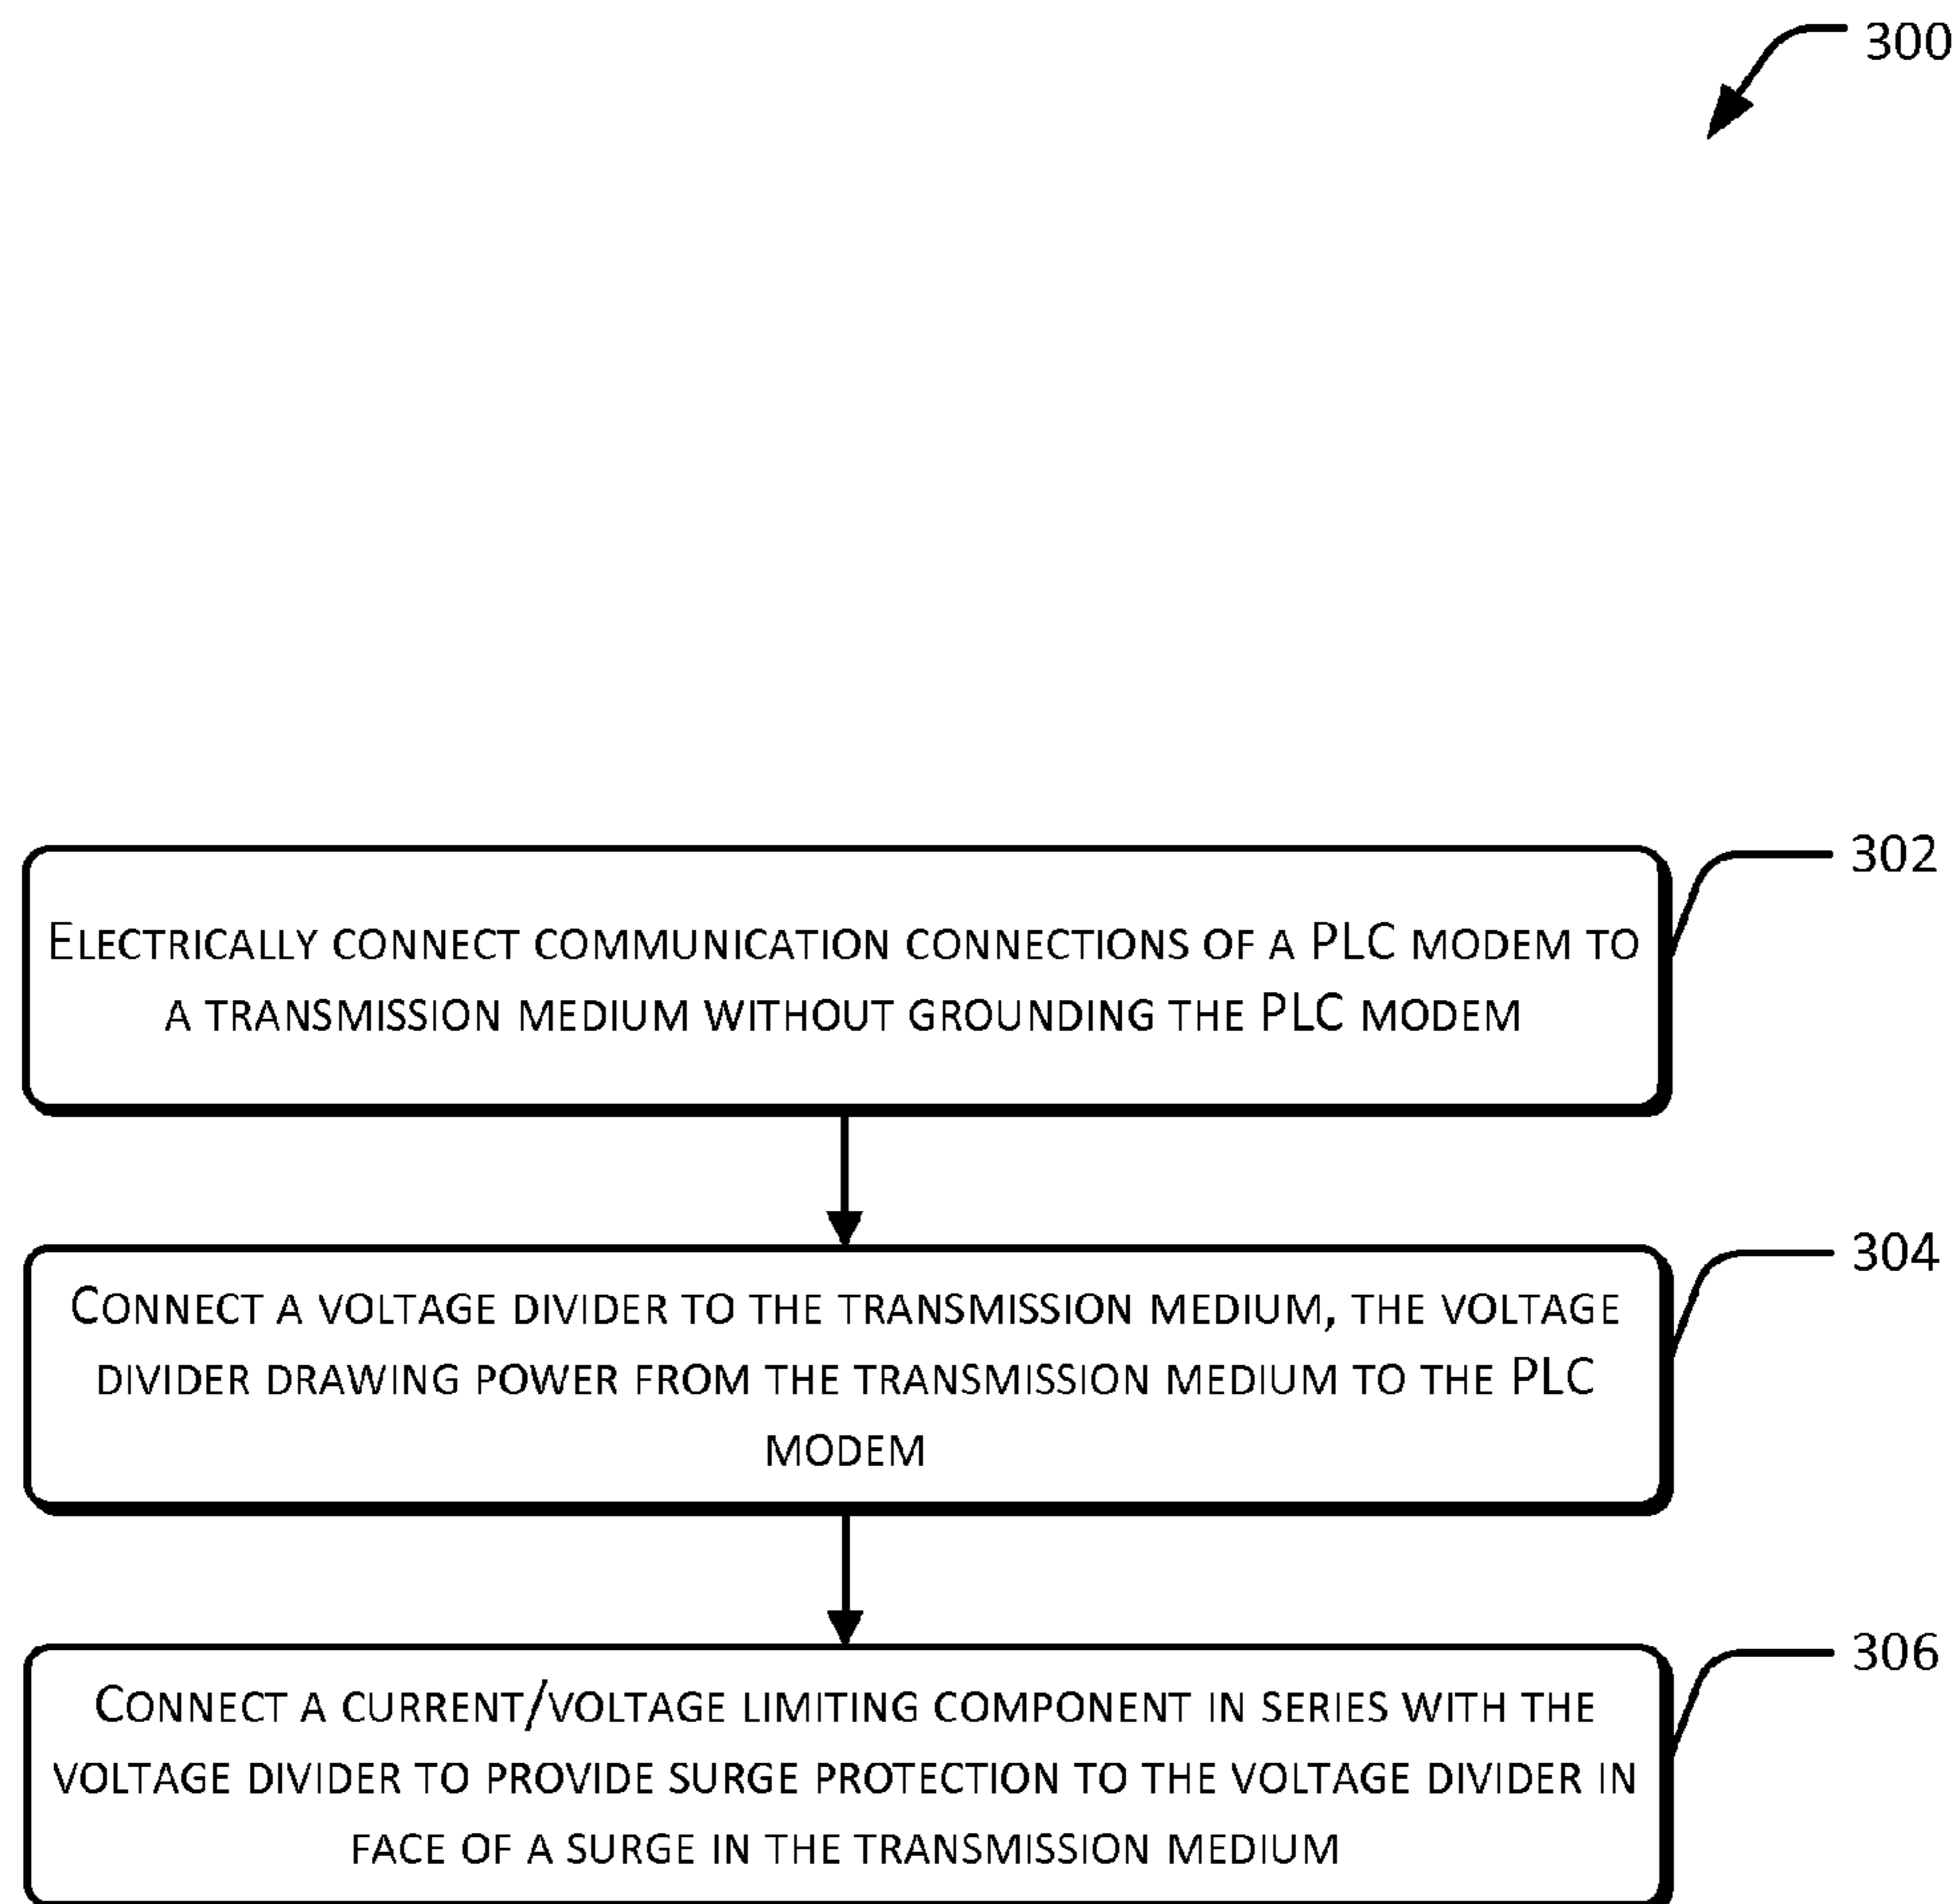 300
302
Electrically connect communication connections of a PLC modem to
a transmission medium without grounding the PLC modem
304
Connect a voltage divider to the transmission medium, the voltage
divider drawing power from the transmission medium to the PLC
modem
306
Connect a current/voltage limiting component in series with the
voltage divider to provide surge protection to the voltage divider in
face of a surge in the transmission medium